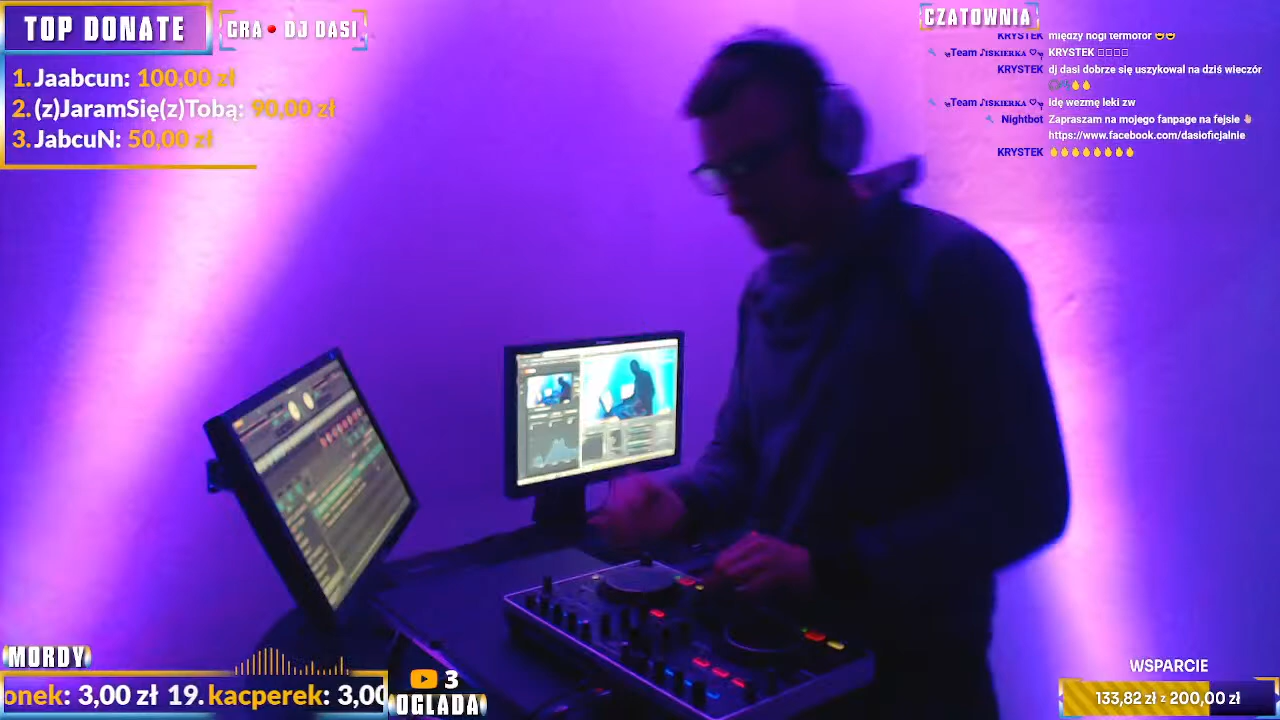 TOP DONATE
GRA • DJ DASI
1. Jaabcun: 100,00 zł
2. (z)JaramSię(z)Tobą: 90,00 zł
3. JabcuN: 50,00 zł
CZATOWNIA
KRYSTEK między nogi termofor
KRYSTEK
dj dasi dobrze się uszykował na dziś wieczór
Idę wezmę leki zw
Nightbot Zapraszam na mojego fanpage na fejsie
https://www.facebook.com/dasioficjalnie
KRYSTEK
MORDY
onek: 3,00 zł 19. kacperek: 3,00
3
OGLĄDA
WSPARCIE
133,82 zł z 200,00 zł